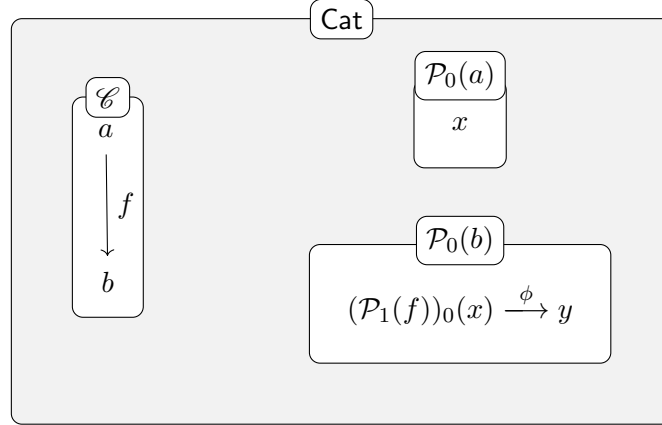 Cat
𝒞
a
f
b
𝒫₀(a)
x
𝒫₀(b)
(𝒫₁(f))₀(x) —ϕ→ y